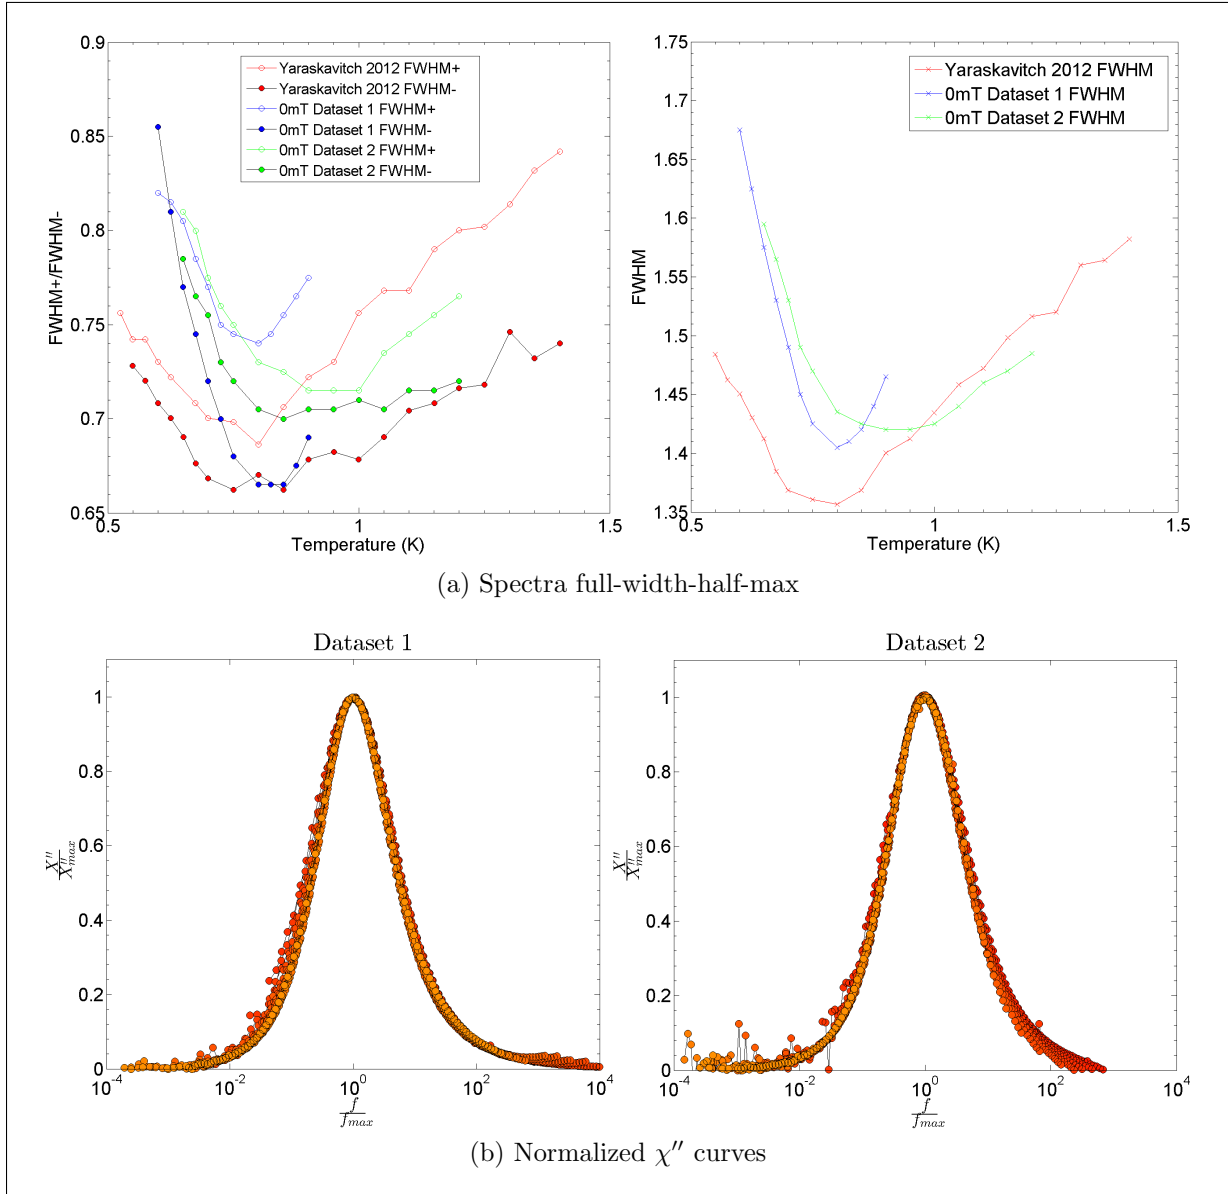 0.9
0.85
0.8
0.75
0.7
0.65
FWHM+/FWHM-
0.5
1
1.5
Temperature (K)
Yaraskavitch 2012 FWHM+
Yaraskavitch 2012 FWHM-
0mT Dataset 1 FWHM+
0mT Dataset 1 FWHM-
0mT Dataset 2 FWHM+
0mT Dataset 2 FWHM-
1.75
1.7
1.65
1.6
1.55
1.5
1.45
1.4
1.35
FWHM
0.5
1
1.5
Temperature (K)
Yaraskavitch 2012 FWHM
0mT Dataset 1 FWHM
0mT Dataset 2 FWHM
(a) Spectra full-width-half-max
Dataset 1
1
0.8
0.6
0.4
0.2
0
X''
X''max
10^-4
10^-2
10^0
10^2
10^4
f
fmax
Dataset 2
1
0.8
0.6
0.4
0.2
0
X''
X''max
10^-4
10^-2
10^0
10^2
10^4
f
fmax
(b) Normalized χ'' curves